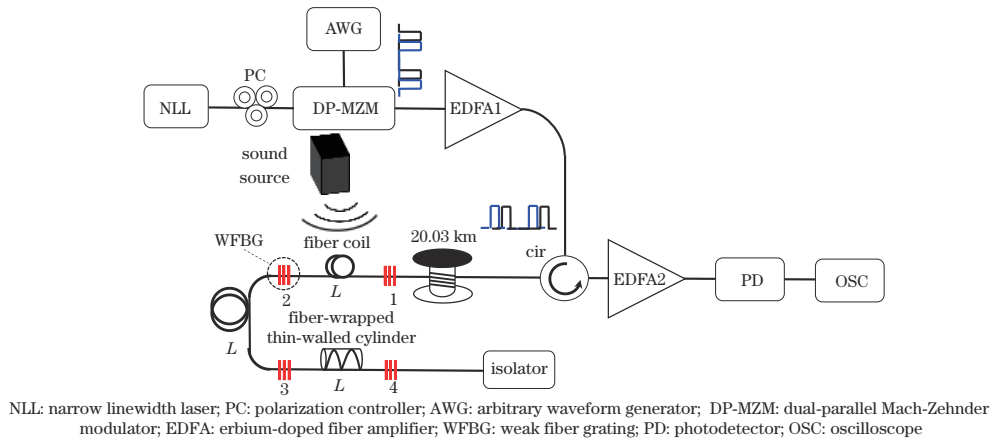 AWG
PC
NLL
DP-MZM
EDFA1
sound
source
WFBG
fiber coil
20.03 km
cir
EDFA2
PD
OSC
2
L
1
fiber-wrapped
thin-walled cylinder
L
3
L
4
isolator
NLL: narrow linewidth laser; PC: polarization controller; AWG: arbitrary waveform generator; DP-MZM: dual-parallel Mach-Zehnder
modulator; EDFA: erbium-doped fiber amplifier; WFBG: weak fiber grating; PD: photodetector; OSC: oscilloscope